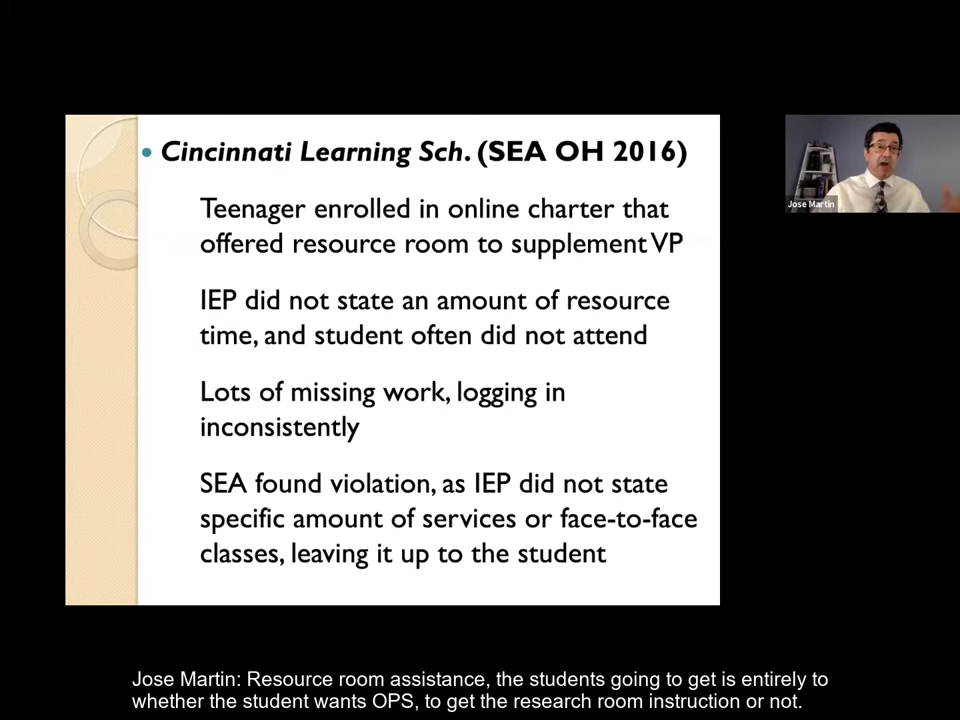 • Cincinnati Learning Sch. (SEA OH 2016)
Teenager enrolled in online charter that
offered resource room to supplement VP
IEP did not state an amount of resource
time, and student often did not attend
Lots of missing work, logging in
inconsistently
SEA found violation, as IEP did not state
specific amount of services or face-to-face
classes, leaving it up to the student
Jose Martin
Jose Martin: Resource room assistance, the students going to get is entirely to
whether the student wants OPS, to get the research room instruction or not.